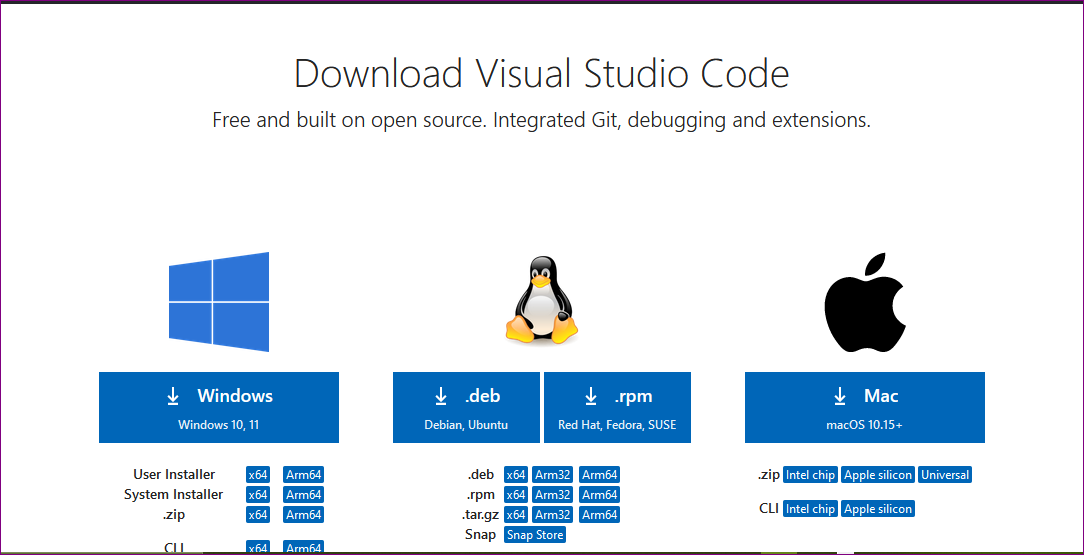 Download Visual Studio Code
Free and built on open source. Integrated Git, debugging and extensions.
Windows
Windows 10, 11
User Installer x64 Arm64
System Installer x64 Arm64
.zip x64 Arm64
CLI x64 Arm64
.deb
Debian, Ubuntu
.rpm
Red Hat, Fedora, SUSE
.deb x64 Arm32 Arm64
.rpm x64 Arm32 Arm64
.tar.gz x64 Arm32 Arm64
Snap Snap Store
Mac
macOS 10.15+
.zip Intel chip Apple silicon Universal
CLI Intel chip Apple silicon